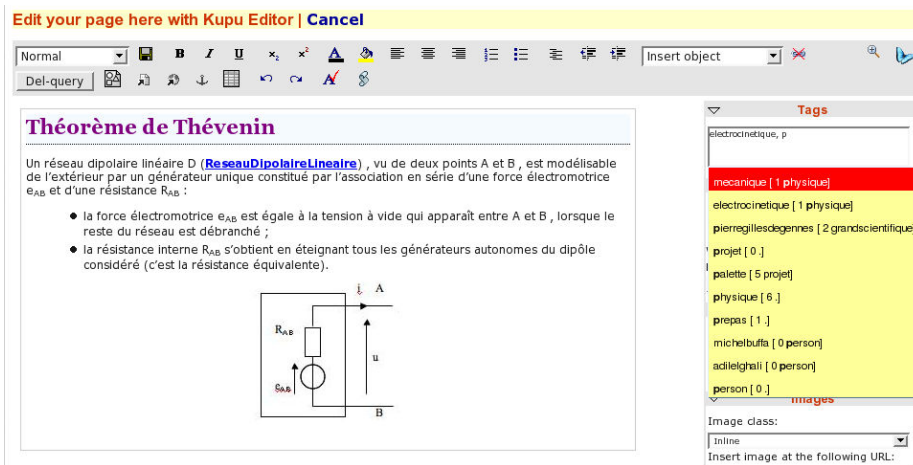 Edit your page here with Kupu Editor | Cancel
Normal
B I U x₂ x² A
Insert object
Del-query
Théorème de Thévenin
Un réseau dipolaire linéaire D (ReseauDipolaireLineaire) , vu de deux points A et B , est modélisable
de l'extérieur par un générateur unique constitué par l'association en série d'une force électromotrice
eAB et d'une résistance RAB :
● la force électromotrice eAB est égale à la tension à vide qui apparaît entre A et B , lorsque le
reste du réseau est débranché ;
● la résistance interne RAB s'obtient en éteignant tous les générateurs autonomes du dipôle
considéré (c'est la résistance équivalente).
i A
RAB
u
eAB
B
Tags
electrocinetique, p
mecanique [ 1 physique]
electrocinetique [ 1 physique]
pierregillesdegennes [ 2 grandscientifique
projet [ 0 .]
palette [ 5 projet]
physique [ 6 .]
prepas [ 1 .]
michelbuffa [ 0 person]
adilelghali [ 0 person]
person [ 0 .]
Images
Image class:
Inline
Insert image at the following URL: